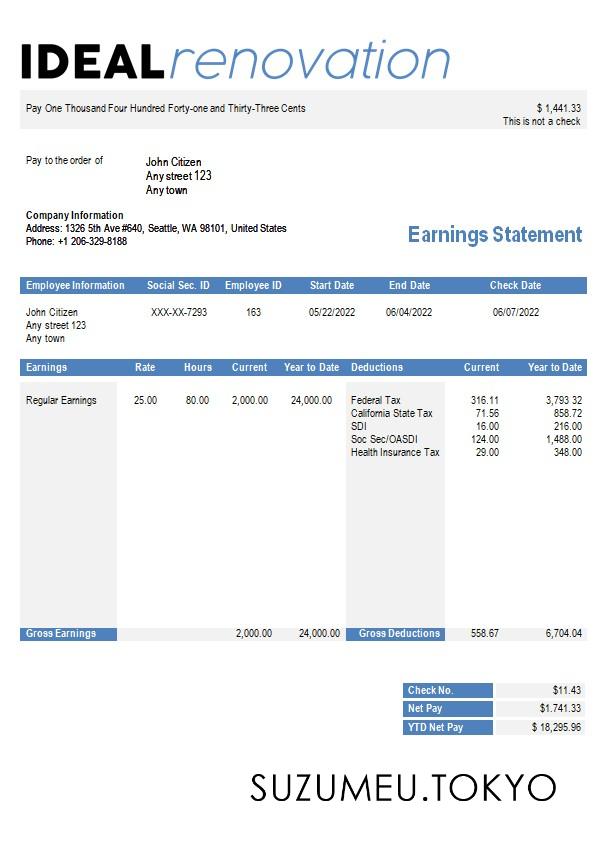 IDEAL renovation
Pay One Thousand Four Hundred Forty-one and Thirty-Three Cents $ 1,441.33
This is not a check
Pay to the order of John Citizen
Any street 123
Any town
Company Information
Address: 1326 5th Ave #640, Seattle, WA 98101, United States
Phone: +1 206-329-8188
Earnings Statement
Employee Information Social Sec. ID Employee ID Start Date End Date Check Date
John Citizen XXX-XX-7293 163 05/22/2022 06/04/2022 06/07/2022
Any street 123
Any town
Earnings Rate Hours Current Year to Date Deductions Current Year to Date
Regular Earnings 25.00 80.00 2,000.00 24,000.00 Federal Tax 316.11 3,793 32
California State Tax 71.56 858.72
SDI 16.00 216.00
Soc Sec/OASDI 124.00 1,488.00
Health Insurance Tax 29.00 348.00
Gross Earnings 2,000.00 24,000.00 Gross Deductions 558.67 6,704.04
Check No. $11.43
Net Pay $1.741.33
YTD Net Pay $ 18,295.96
SUZUMEU.TOKYO